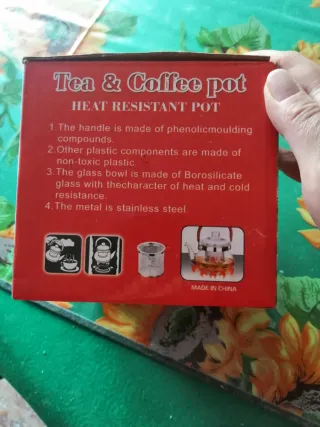 Tea & Coffee pot
HEAT RESISTANT POT
1.The handle is made of phenolicmoulding
compounds.
2.Other plastic components are made of
non-toxic plastic.
3.The glass bowl is made of Borosilicate
glass with thecharacter of heat and cold
resistance.
4.The metal is stainless steel.
MADE IN CHINA